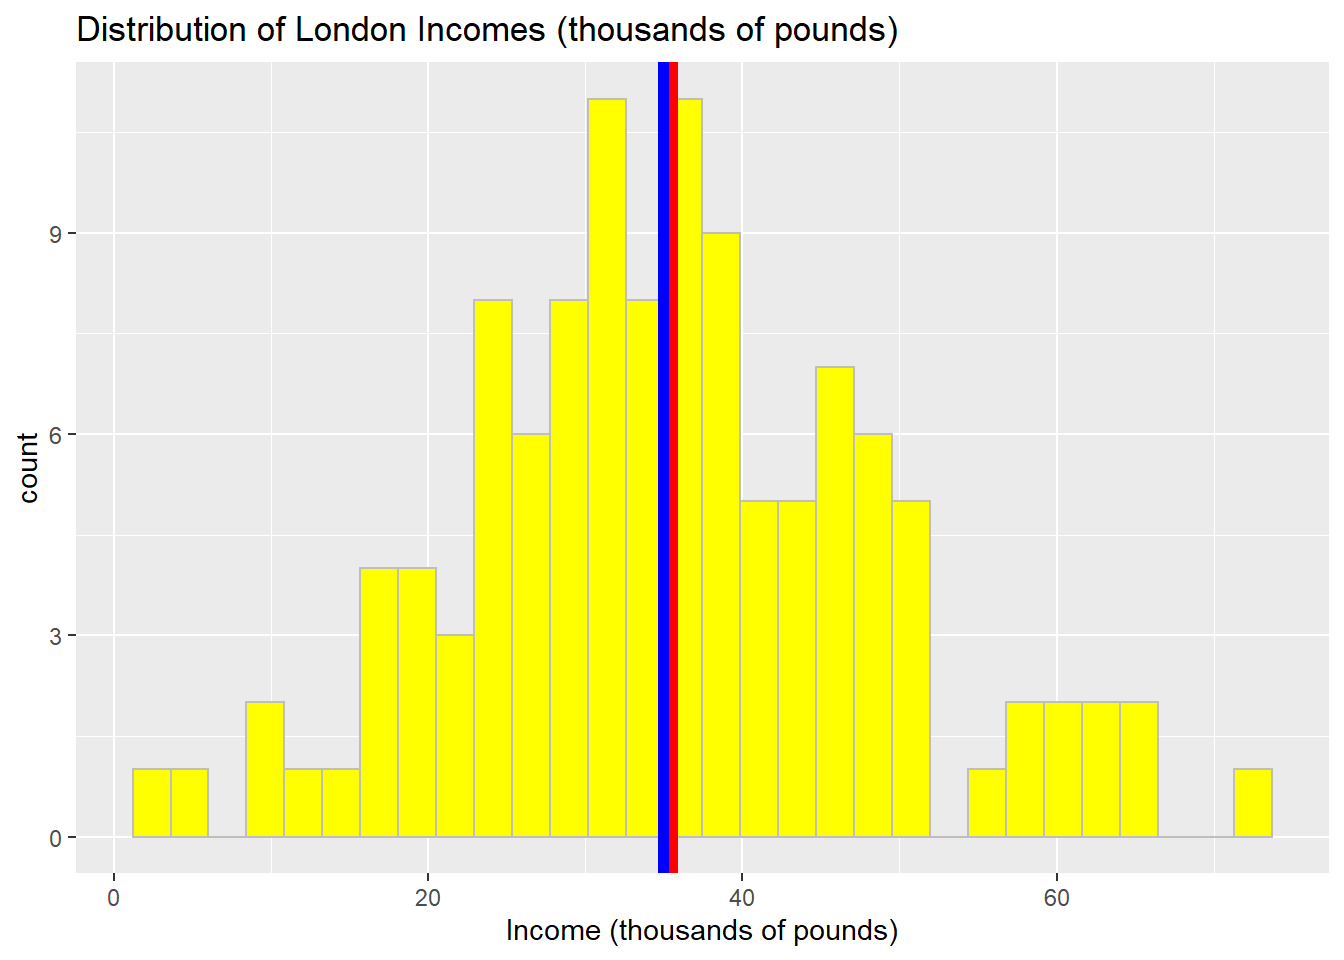 Distribution of London Incomes (thousands of pounds)
count
9
6
3
0
0 20 40 60
Income (thousands of pounds)